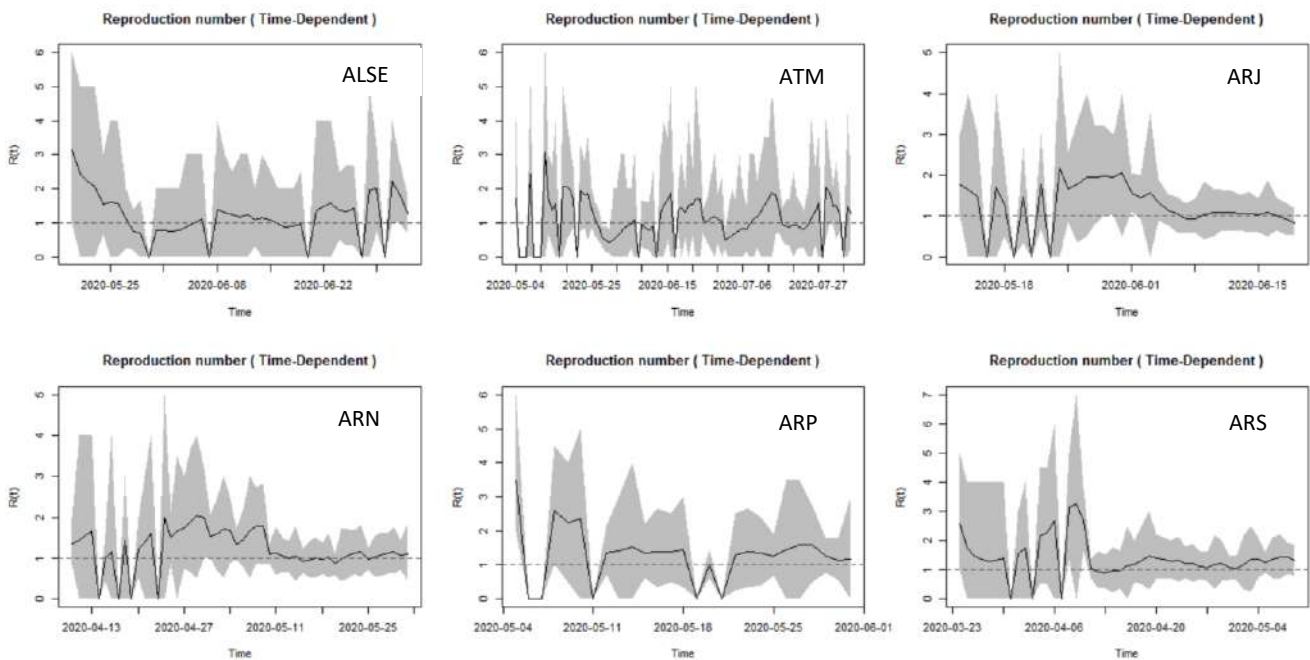 Reproduction number ( Time-Dependent )
ALSE
R(t)
6
5
4
3
2
1
0
2020-05-25 2020-06-08 2020-06-22
Time
Reproduction number ( Time-Dependent )
ATM
R(t)
6
5
4
3
2
1
0
2020-05-04 2020-05-25 2020-06-15 2020-07-06 2020-07-27
Time
Reproduction number ( Time-Dependent )
ARJ
R(t)
5
4
3
2
1
0
2020-05-18 2020-06-01 2020-06-15
Time
Reproduction number ( Time-Dependent )
ARN
R(t)
5
4
3
2
1
0
2020-04-13 2020-04-27 2020-05-11 2020-05-25
Time
Reproduction number ( Time-Dependent )
ARP
R(t)
6
5
4
3
2
1
0
2020-05-04 2020-05-11 2020-05-18 2020-05-25 2020-06-01
Time
Reproduction number ( Time-Dependent )
ARS
R(t)
7
6
5
4
3
2
1
0
2020-03-23 2020-04-06 2020-04-20 2020-05-04
Time